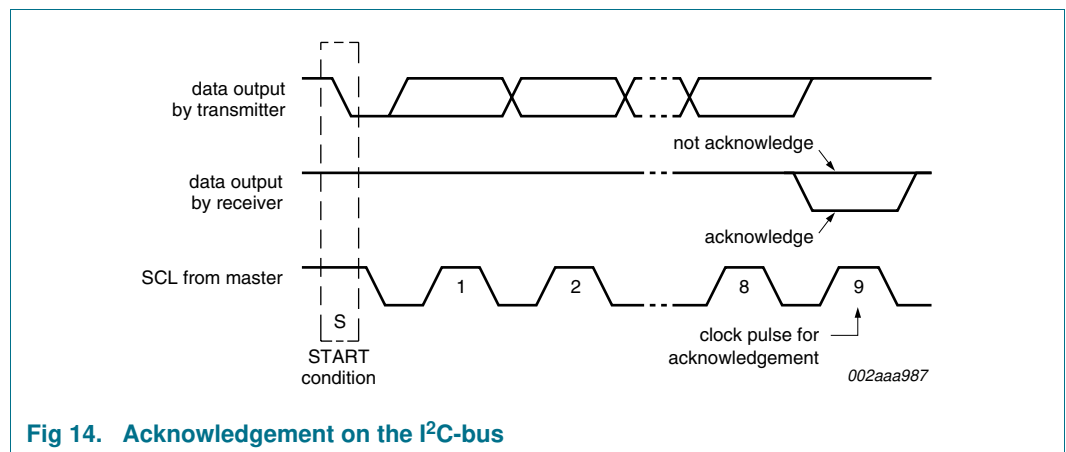 data output
by transmitter
not acknowledge
data output
by receiver
acknowledge
SCL from master
1
2
8
9
S
START
condition
clock pulse for
acknowledgement
002aaa987
Fig 14. Acknowledgement on the I²C-bus